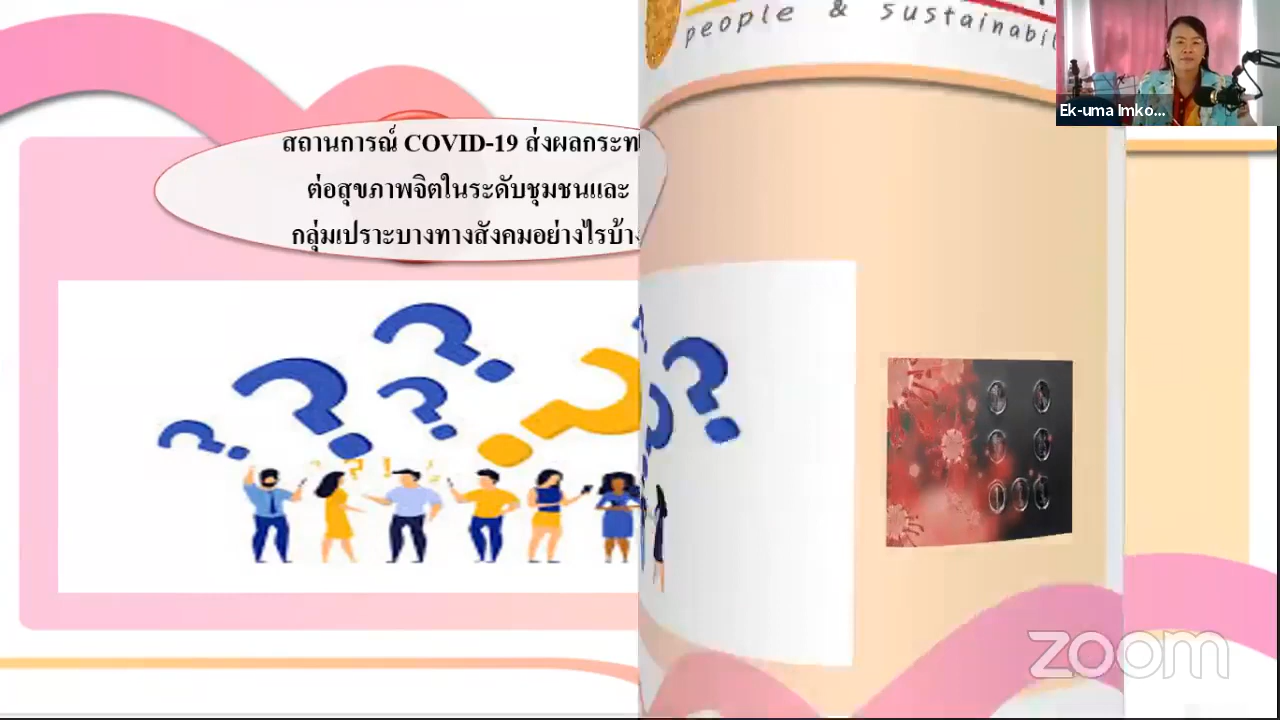 people & sustainabil
Ek-uma Imko...
สถานการณ์ COVID-19 ส่งผลกระท
ต่อสุขภาพจิตในระดับชุมชนและ
กลุ่มเปราะบางทางสังคมอย่างไรบ้าง
zoom